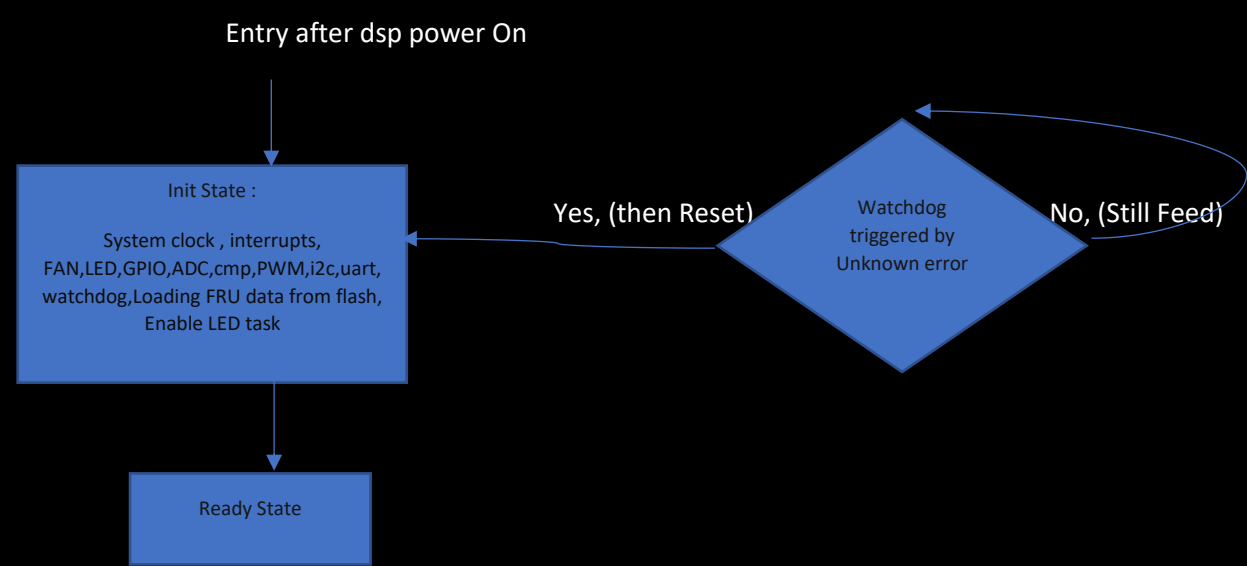 Entry after dsp power On
Init State :
System clock , interrupts,
FAN,LED,GPIO,ADC,cmp,PWM,i2c,uart,
watchdog,Loading FRU data from flash,
Enable LED task
Yes, (then Reset)
Watchdog
triggered by
Unknown error
No, (Still Feed)
Ready State